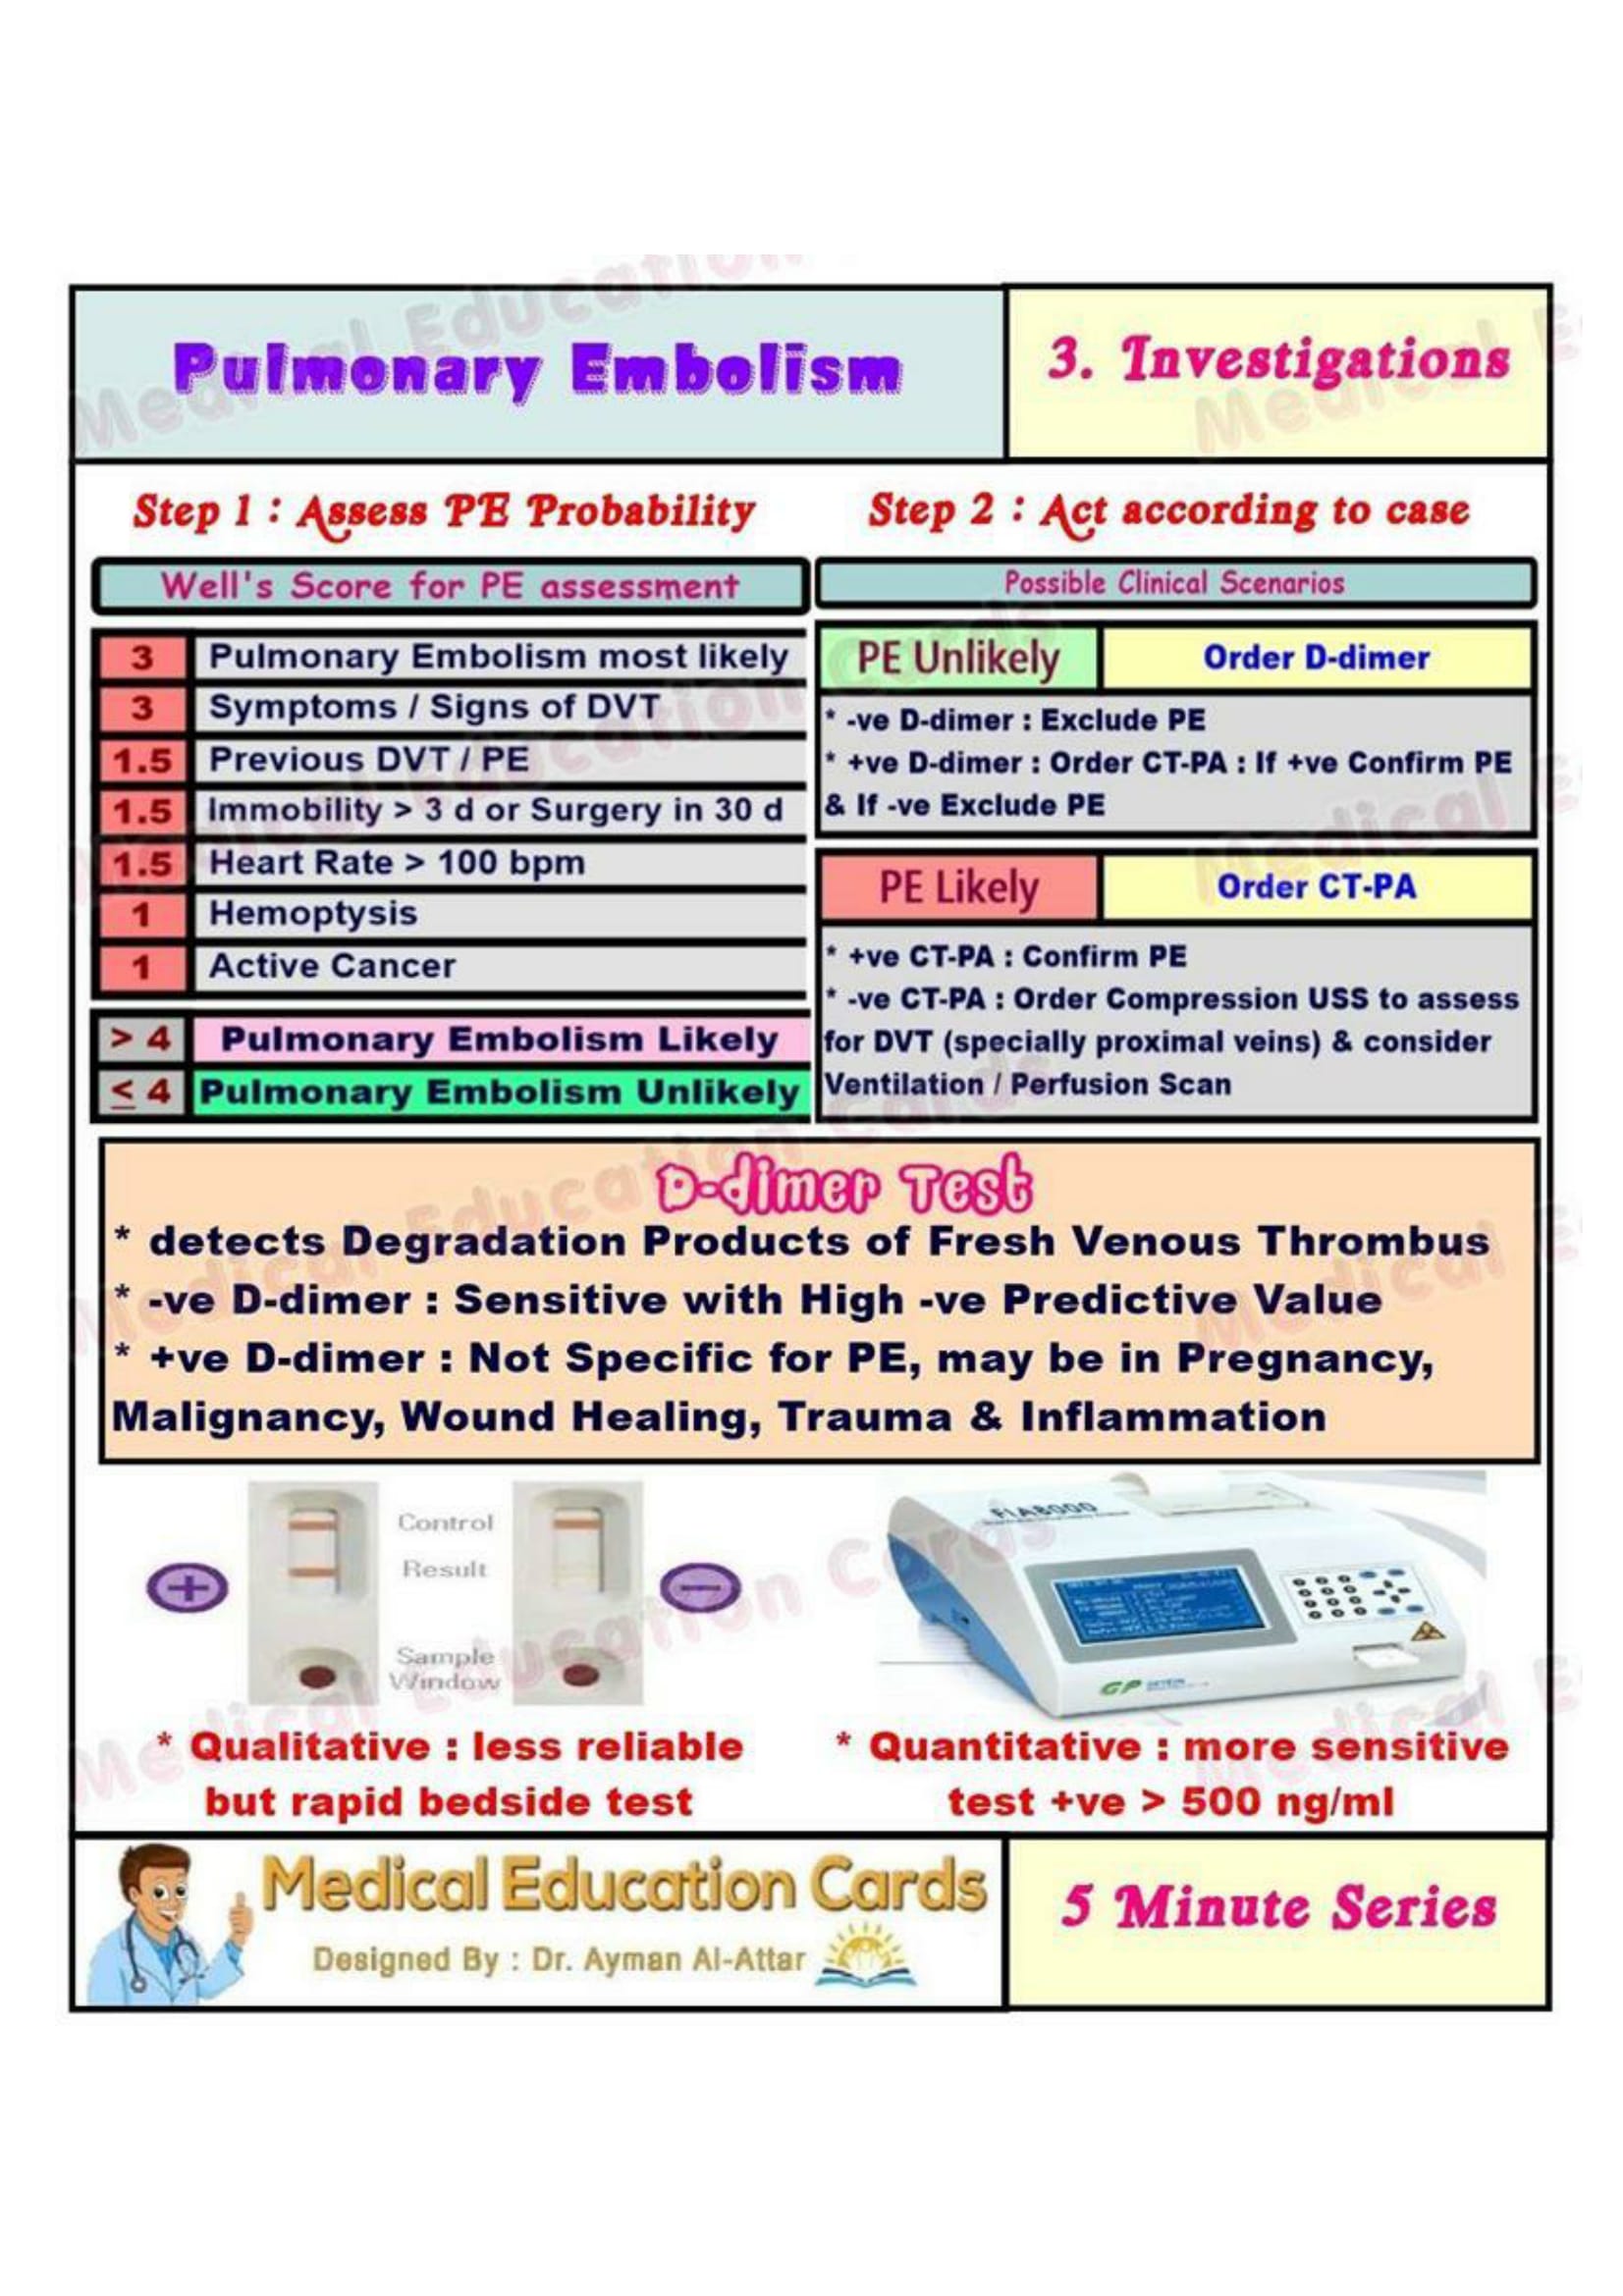 Pulmonary Embolism
3. Investigations
Step 1 : Assess PE Probability
Well's Score for PE assessment
3 Pulmonary Embolism most likely
3 Symptoms / Signs of DVT
1.5 Previous DVT / PE
1.5 Immobility > 3 d or Surgery in 30 d
1.5 Heart Rate > 100 bpm
1 Hemoptysis
1 Active Cancer
> 4 Pulmonary Embolism Likely
≤ 4 Pulmonary Embolism Unlikely
Step 2 : Act according to case
Possible Clinical Scenarios
PE Unlikely Order D-dimer
* -ve D-dimer : Exclude PE
* +ve D-dimer : Order CT-PA : If +ve Confirm PE
& If -ve Exclude PE
PE Likely Order CT-PA
* +ve CT-PA : Confirm PE
* -ve CT-PA : Order Compression USS to assess
for DVT (specially proximal veins) & consider
Ventilation / Perfusion Scan
D-dimer Test
* detects Degradation Products of Fresh Venous Thrombus
* -ve D-dimer : Sensitive with High -ve Predictive Value
* +ve D-dimer : Not Specific for PE, may be in Pregnancy,
Malignancy, Wound Healing, Trauma & Inflammation
Control
Result
Sample
Window
FIA8000
GP
* Qualitative : less reliable
but rapid bedside test
* Quantitative : more sensitive
test +ve > 500 ng/ml
Medical Education Cards
Designed By : Dr. Ayman Al-Attar
5 Minute Series